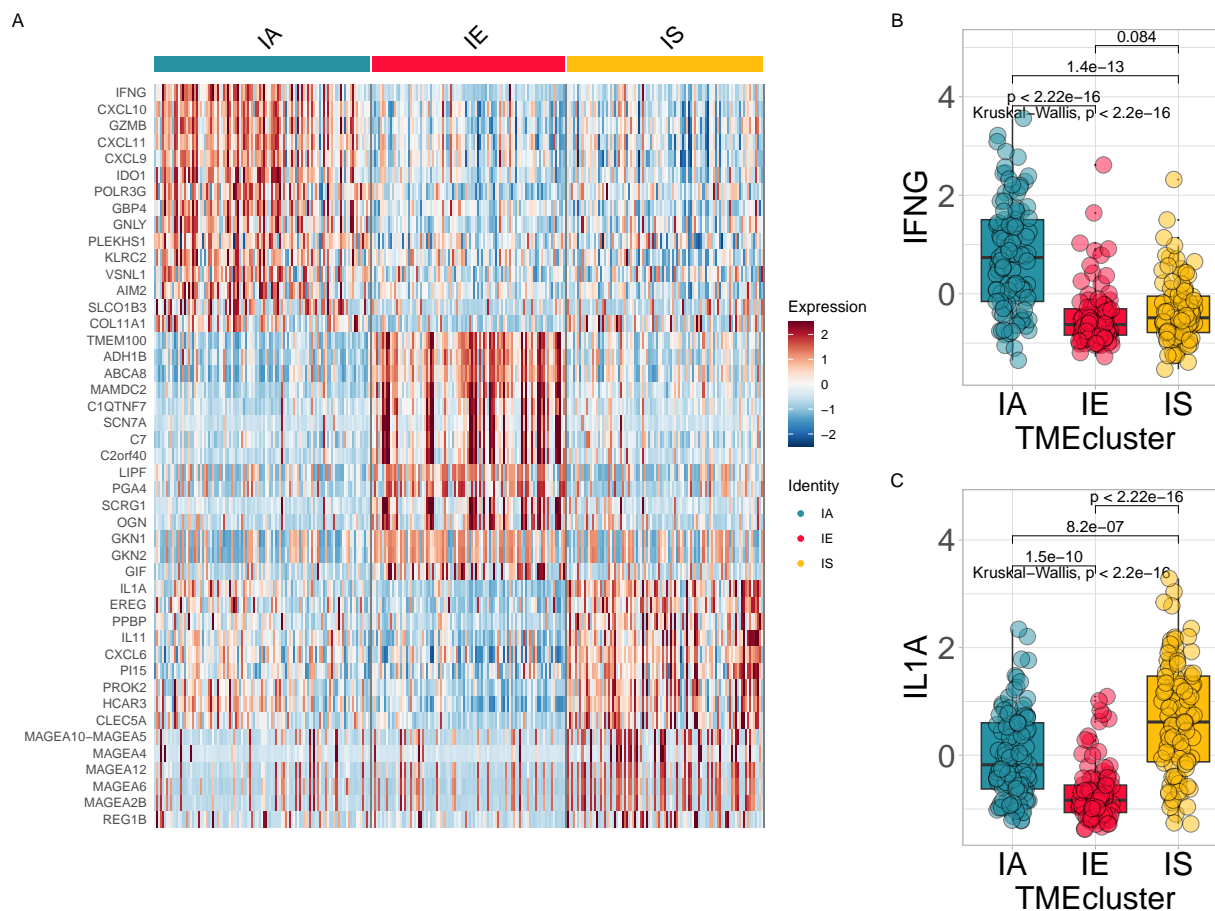 A
IA
IE
IS
IFNG
CXCL10
GZMB
CXCL11
CXCL9
IDO1
POLR3G
GBP4
GNLY
PLEKHS1
KLRC2
VSNL1
AIM2
SLCO1B3
COL11A1
TMEM100
ADH1B
ABCA8
MAMDC2
C1QTNF7
SCN7A
C7
C2orf40
LIPF
PGA4
SCRG1
OGN
GKN1
GKN2
GIF
IL1A
EREG
PPBP
IL11
CXCL6
PI15
PROK2
HCAR3
CLEC5A
MAGEA10−MAGEA5
MAGEA4
MAGEA12
MAGEA6
MAGEA2B
REG1B
Expression
2
1
0
−1
−2
Identity
IA
IE
IS
B
0.084
1.4e−13
p < 2.22e−16
Kruskal−Wallis, p < 2.2e−16
4
2
0
IFNG
IA IE IS
TMEcluster
C
p < 2.22e−16
8.2e−07
1.5e−10
Kruskal−Wallis, p < 2.2e−16
4
2
0
IL1A
IA IE IS
TMEcluster